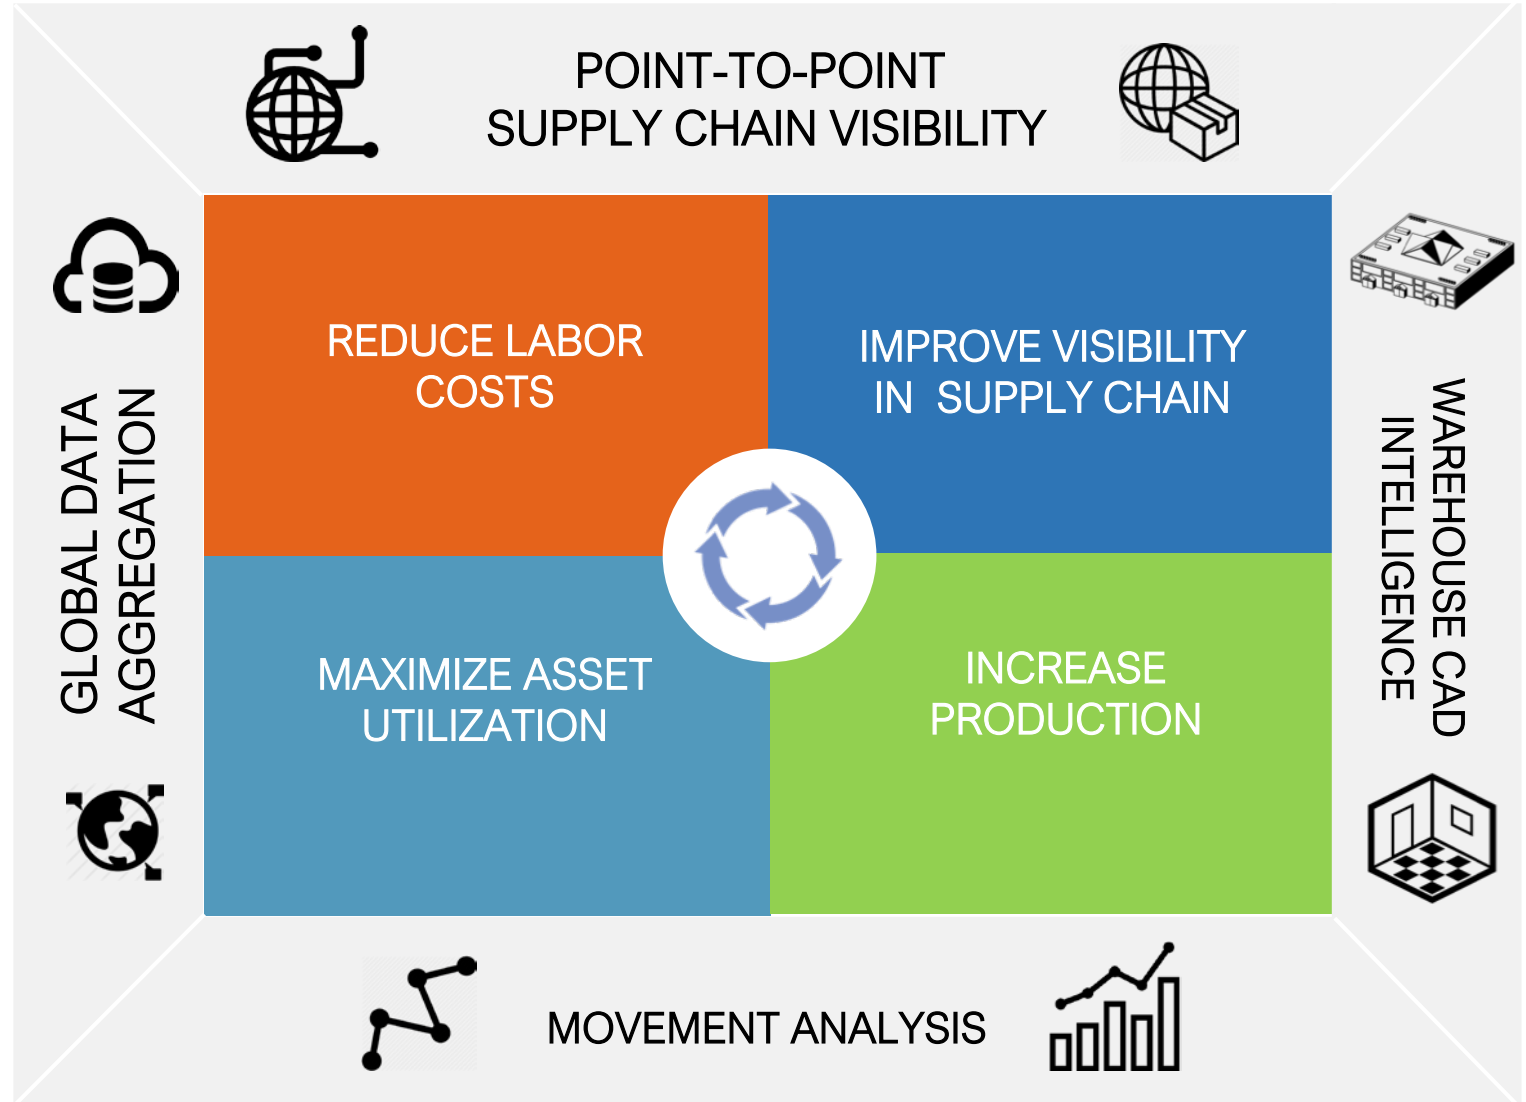 POINT-TO-POINT
SUPPLY CHAIN VISIBILITY
GLOBAL DATA
AGGREGATION
REDUCE LABOR
COSTS
IMPROVE VISIBILITY
IN  SUPPLY CHAIN
WAREHOUSE CAD
INTELLIGENCE
MAXIMIZE ASSET
UTILIZATION
INCREASE
PRODUCTION
MOVEMENT ANALYSIS